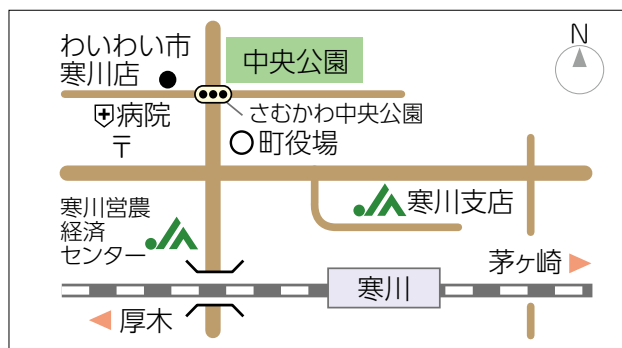 わいわい市
寒川店
中央公園
N
病院
〒
さむかわ中央公園
町役場
寒川営農
経済
センター
寒川支店
茅ヶ崎
寒川
厚木